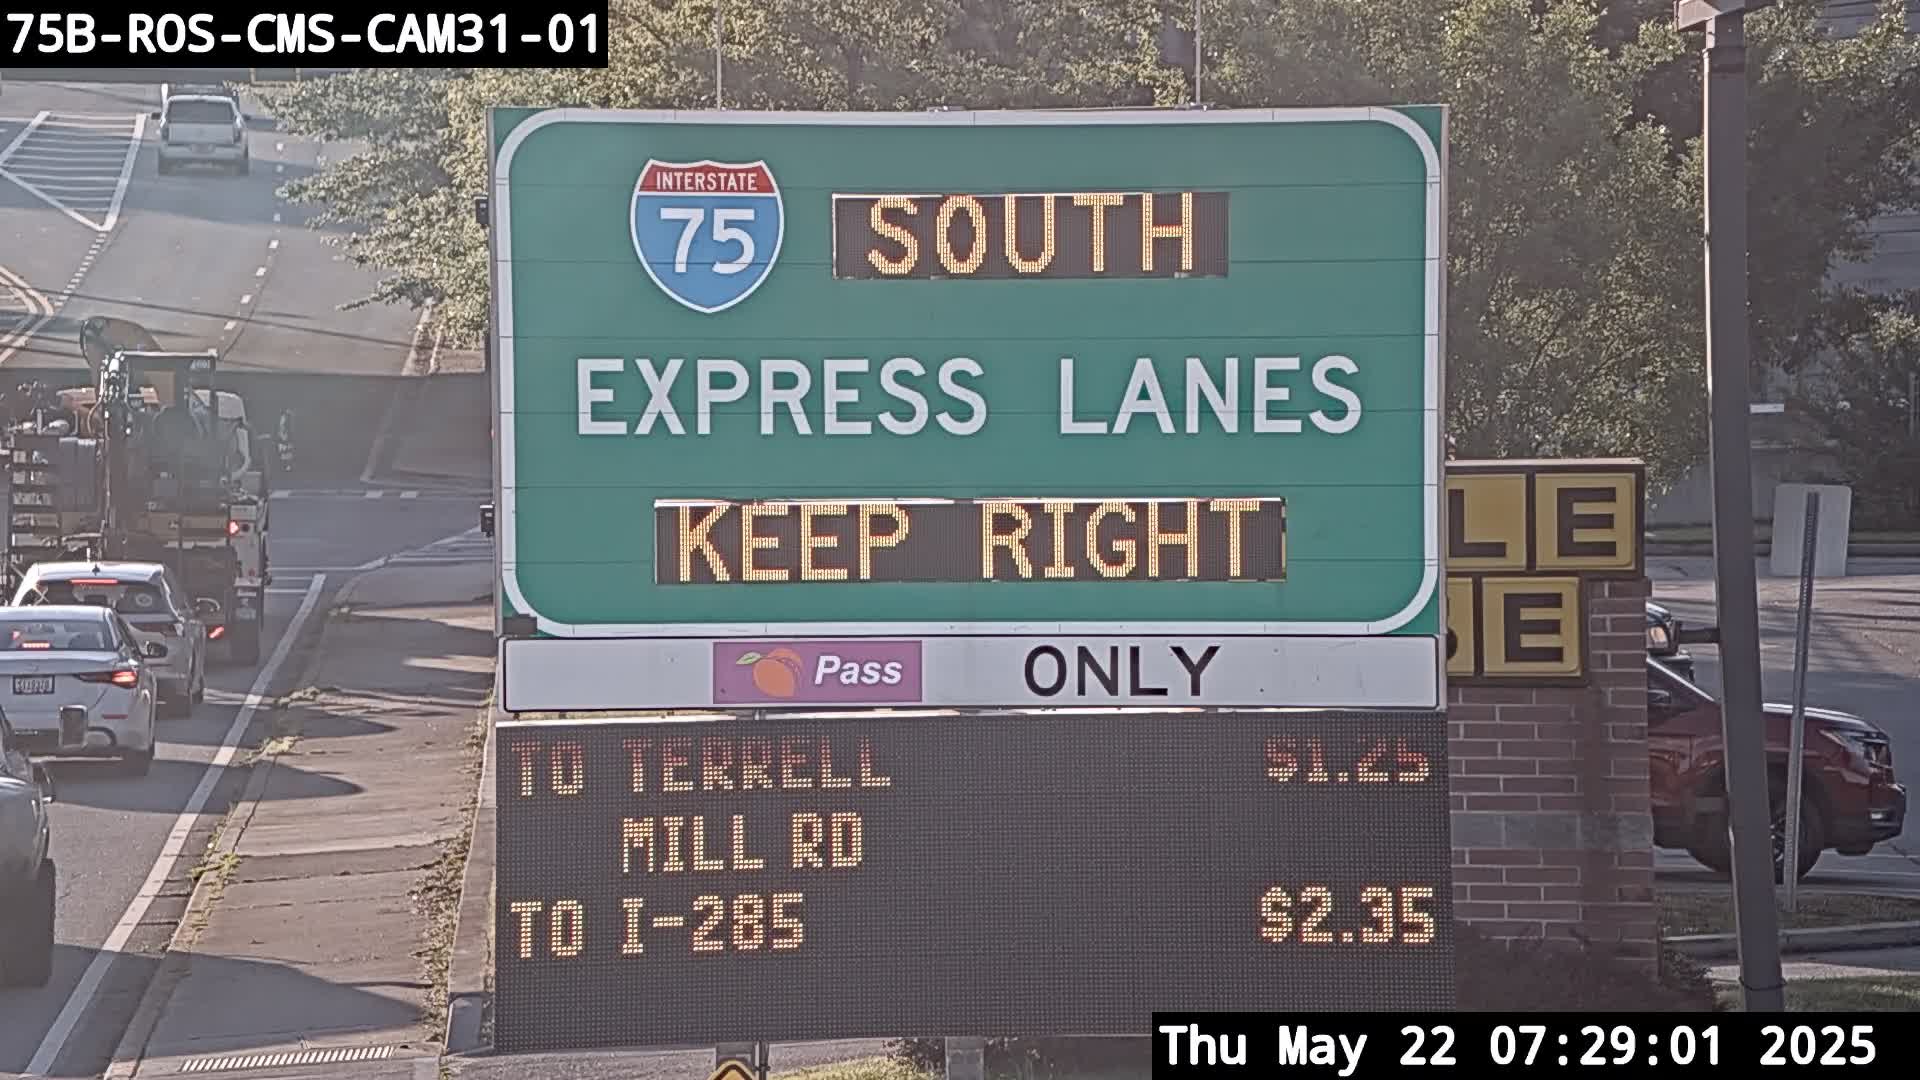 75B-ROS-CMS-CAM31-01
INTERSTATE
75
SOUTH
EXPRESS LANES
KEEP RIGHT
Pass ONLY
TO TERRELL $1.25
MILL RD
TO I-285 $2.35
LE
E
Thu May 22 07:29:01 2025